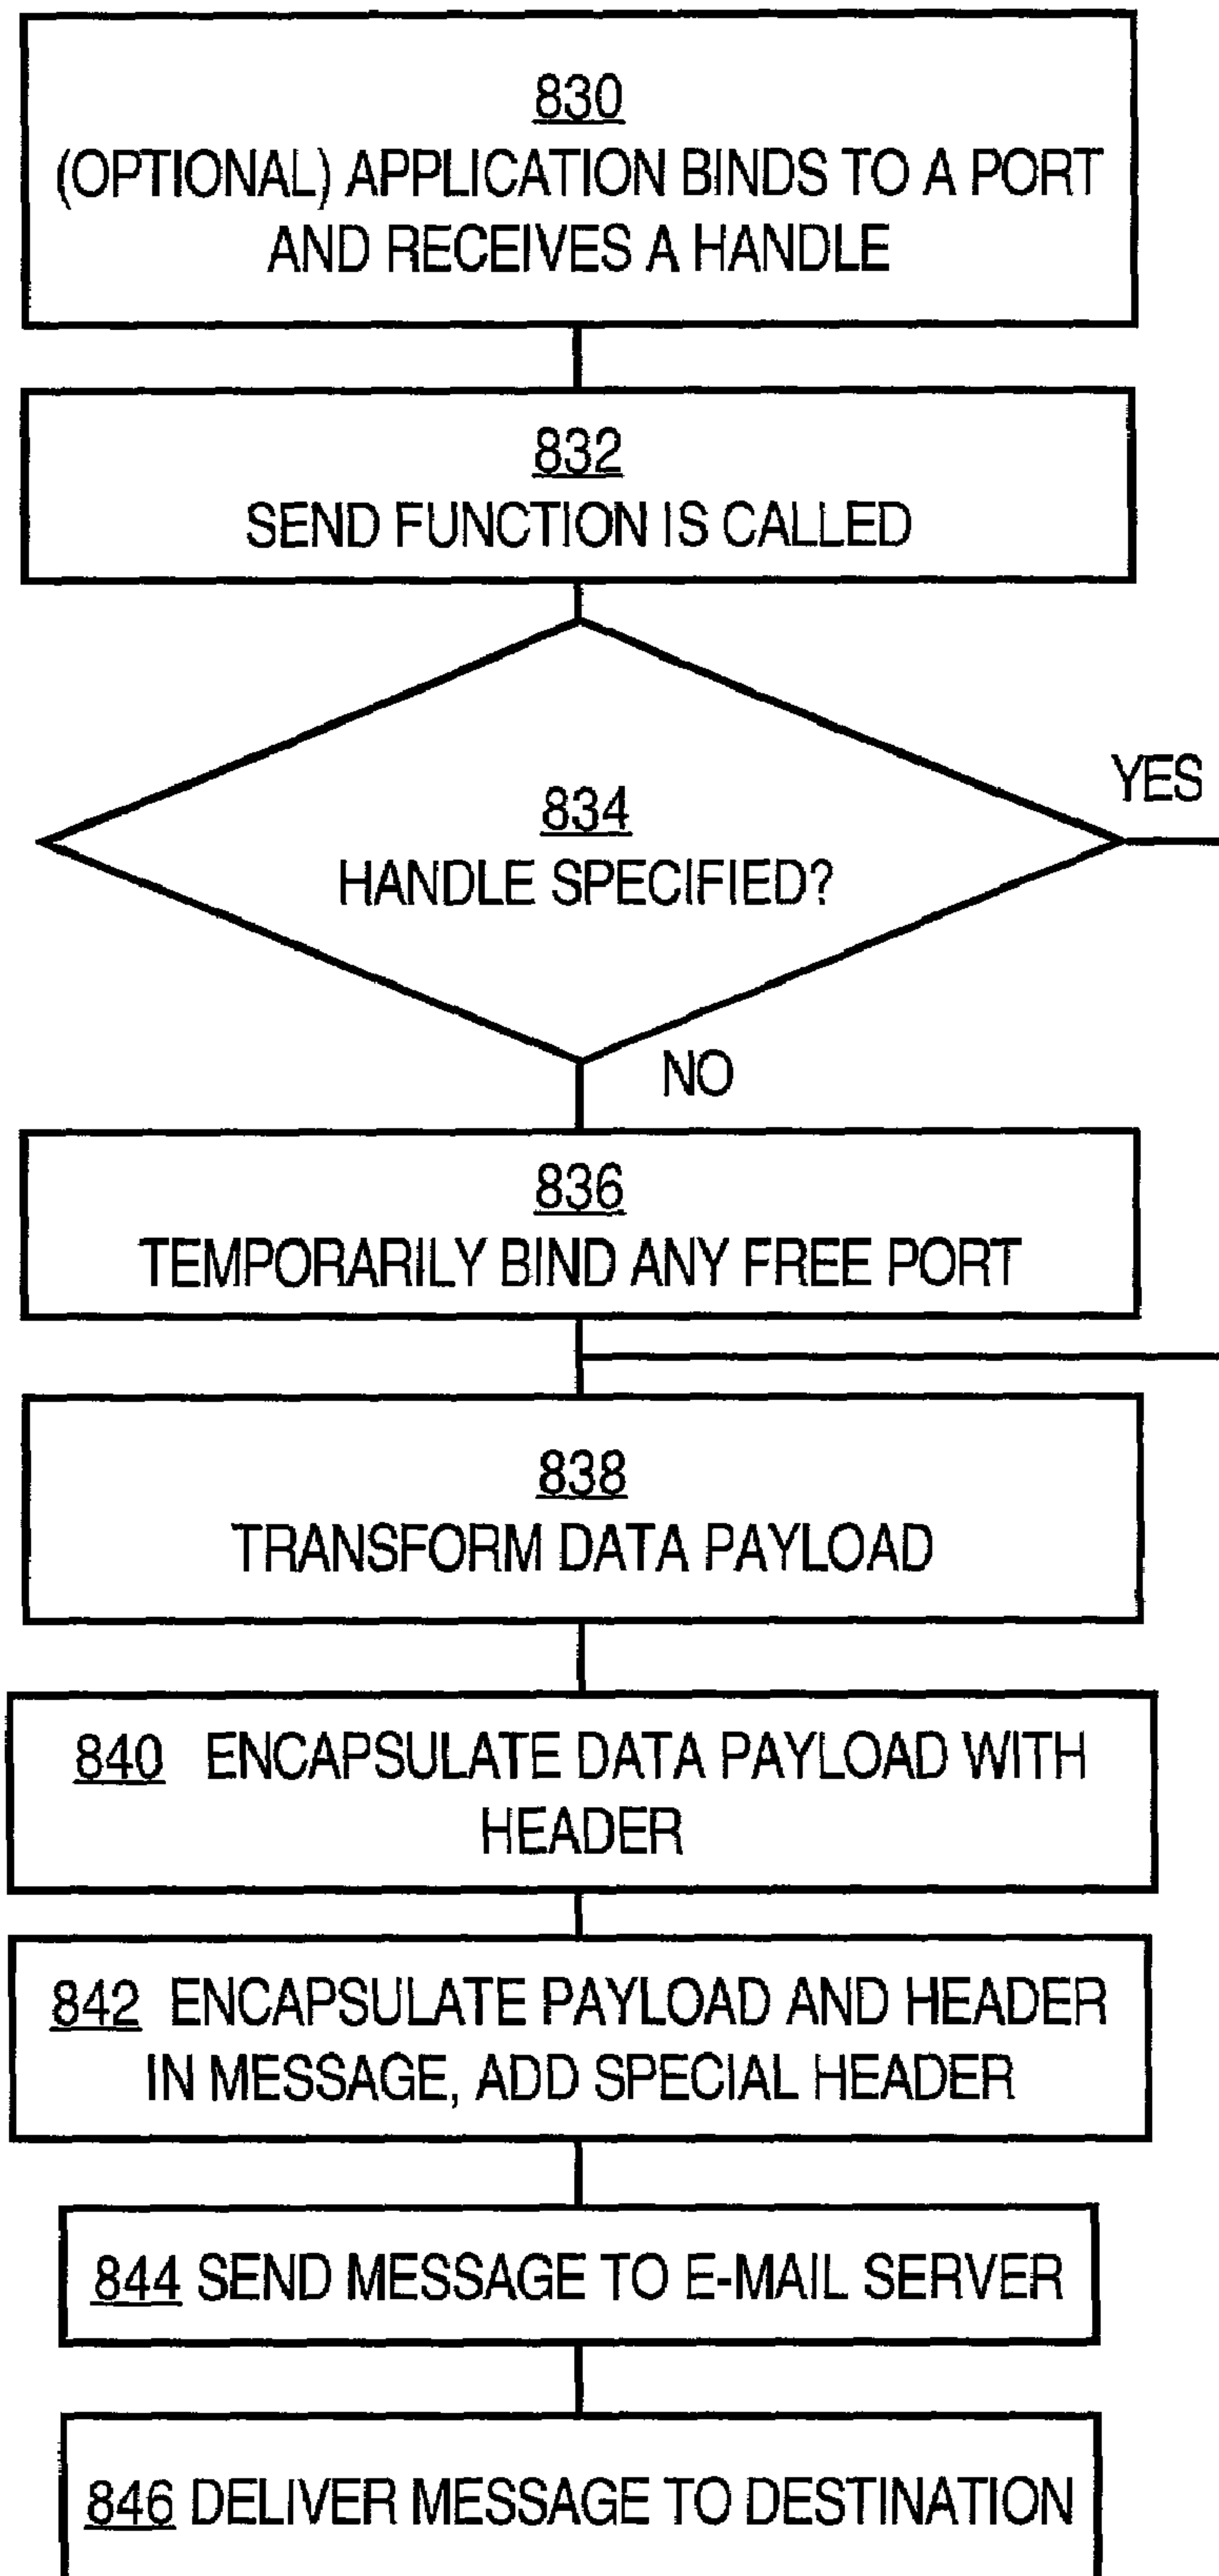 830
(OPTIONAL) APPLICATION BINDS TO A PORT
AND RECEIVES A HANDLE
832
SEND FUNCTION IS CALLED
834
HANDLE SPECIFIED?
YES
NO
836
TEMPORARILY BIND ANY FREE PORT
838
TRANSFORM DATA PAYLOAD
840 ENCAPSULATE DATA PAYLOAD WITH
HEADER
842 ENCAPSULATE PAYLOAD AND HEADER
IN MESSAGE, ADD SPECIAL HEADER
844 SEND MESSAGE TO E-MAIL SERVER
846 DELIVER MESSAGE TO DESTINATION